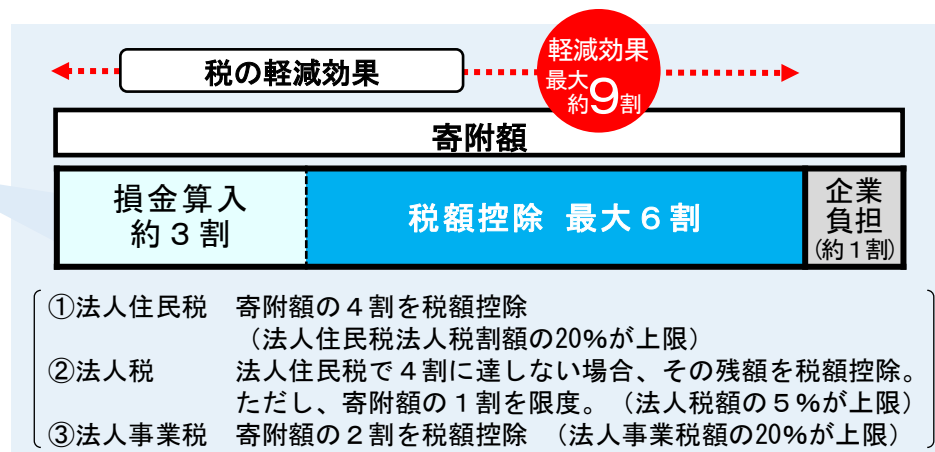 税の軽減効果
軽減効果
最大
約9割
寄附額
損金算入
約３割
税額控除 最大６割
企業
負担
(約１割)
①法人住民税　寄附額の４割を税額控除
（法人住民税法人税割額の20%が上限）
②法人税　法人住民税で４割に達しない場合、その残額を税額控除。
ただし、寄附額の１割を限度。（法人税額の５%が上限）
③法人事業税　寄附額の２割を税額控除　（法人事業税額の20%が上限）